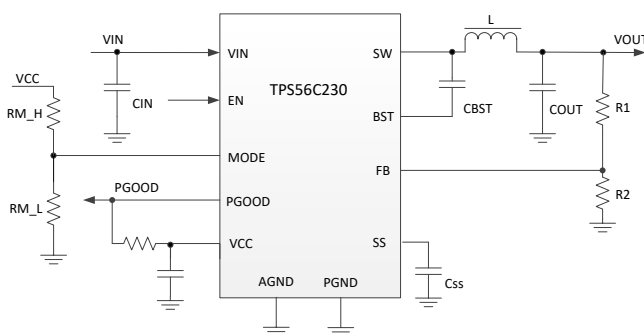 VIN
VCC
RM_H
CIN
RM_L
PGOOD
TPS56C230
VIN
EN
MODE
PGOOD
VCC
AGND
PGND
SW
BST
FB
SS
L
CBST
COUT
VOUT
R1
R2
Css